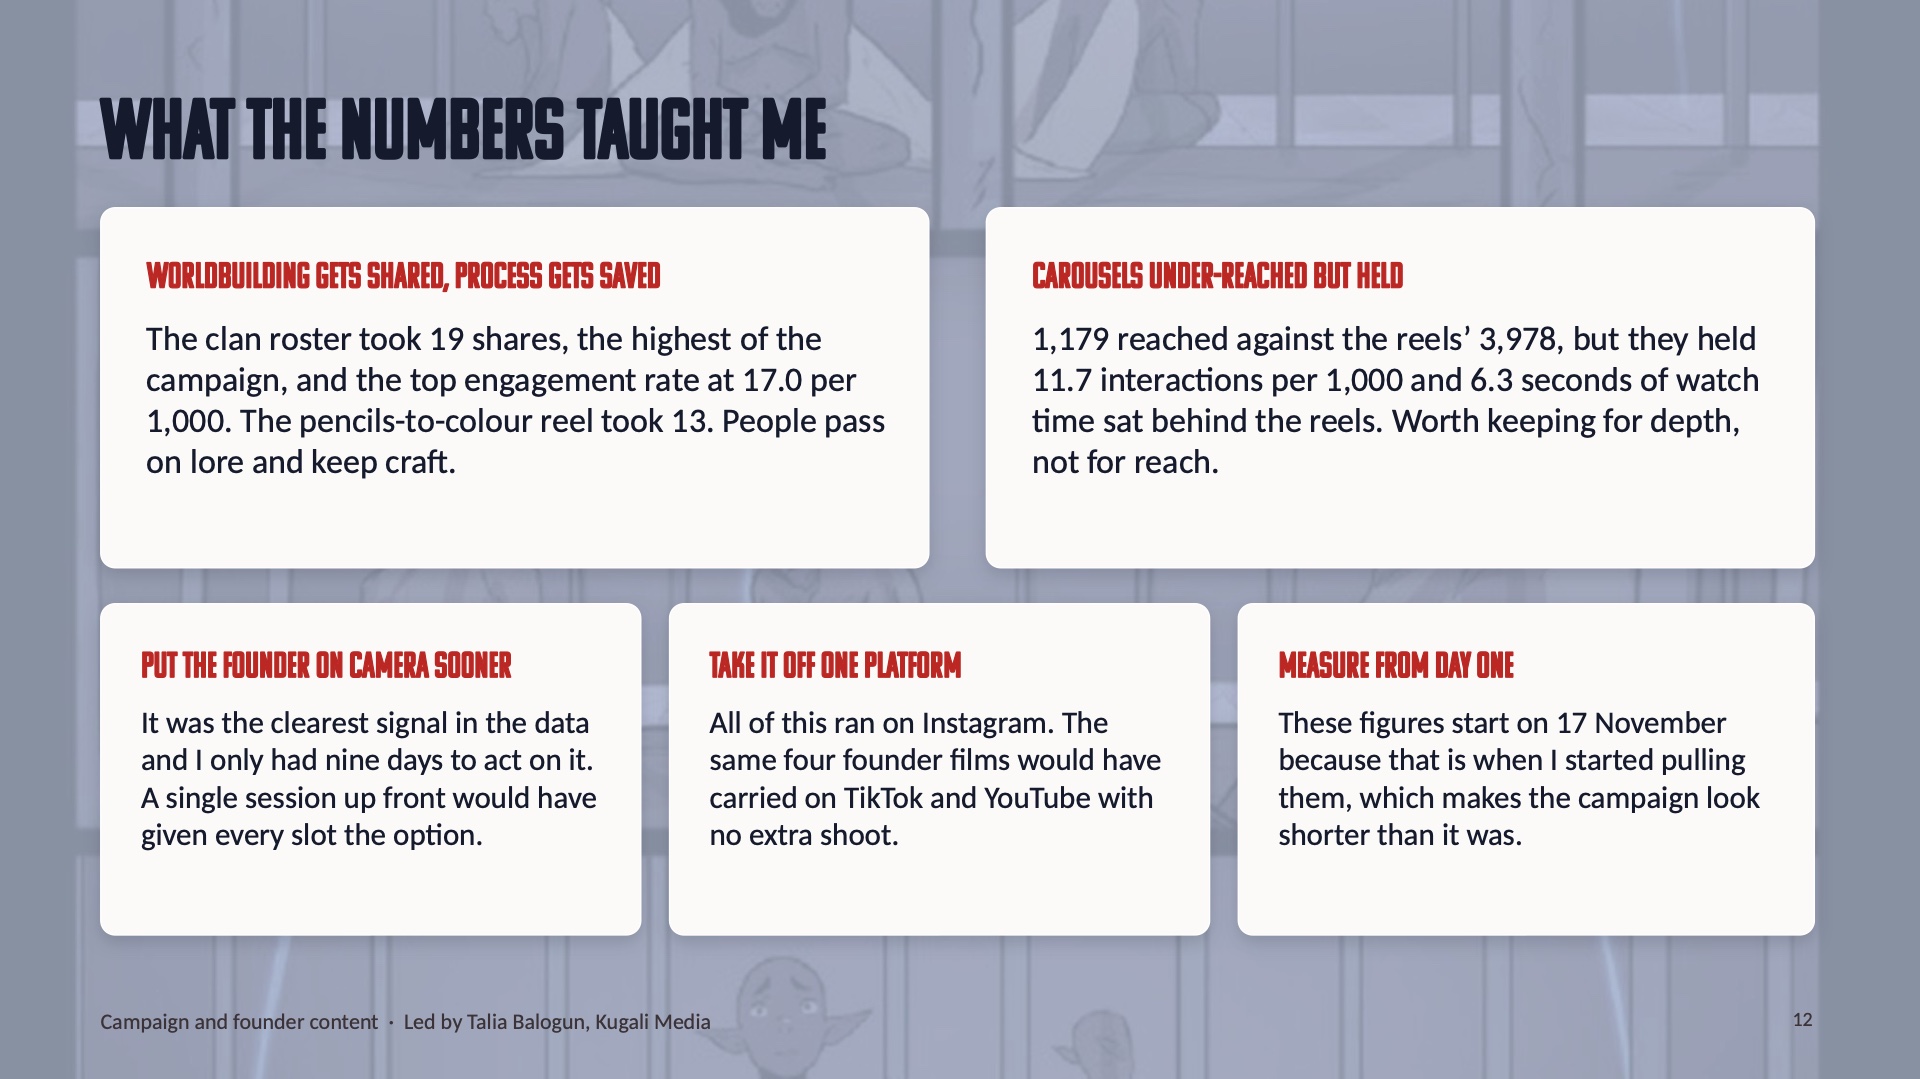 WHAT THE NUMBERS TAUGHT ME
WORLDBUILDING GETS SHARED, PROCESS GETS SAVED
The clan roster took 19 shares, the highest of the
campaign, and the top engagement rate at 17.0 per
1,000. The pencils-to-colour reel took 13. People pass
on lore and keep craft.
CAROUSELS UNDER-REACHED BUT HELD
1,179 reached against the reels’ 3,978, but they held
11.7 interactions per 1,000 and 6.3 seconds of watch
time sat behind the reels. Worth keeping for depth,
not for reach.
PUT THE FOUNDER ON CAMERA SOONER
It was the clearest signal in the data
and I only had nine days to act on it.
A single session up front would have
given every slot the option.
TAKE IT OFF ONE PLATFORM
All of this ran on Instagram. The
same four founder films would have
carried on TikTok and YouTube with
no extra shoot.
MEASURE FROM DAY ONE
These figures start on 17 November
because that is when I started pulling
them, which makes the campaign look
shorter than it was.
Campaign and founder content · Led by Talia Balogun, Kugali Media
12